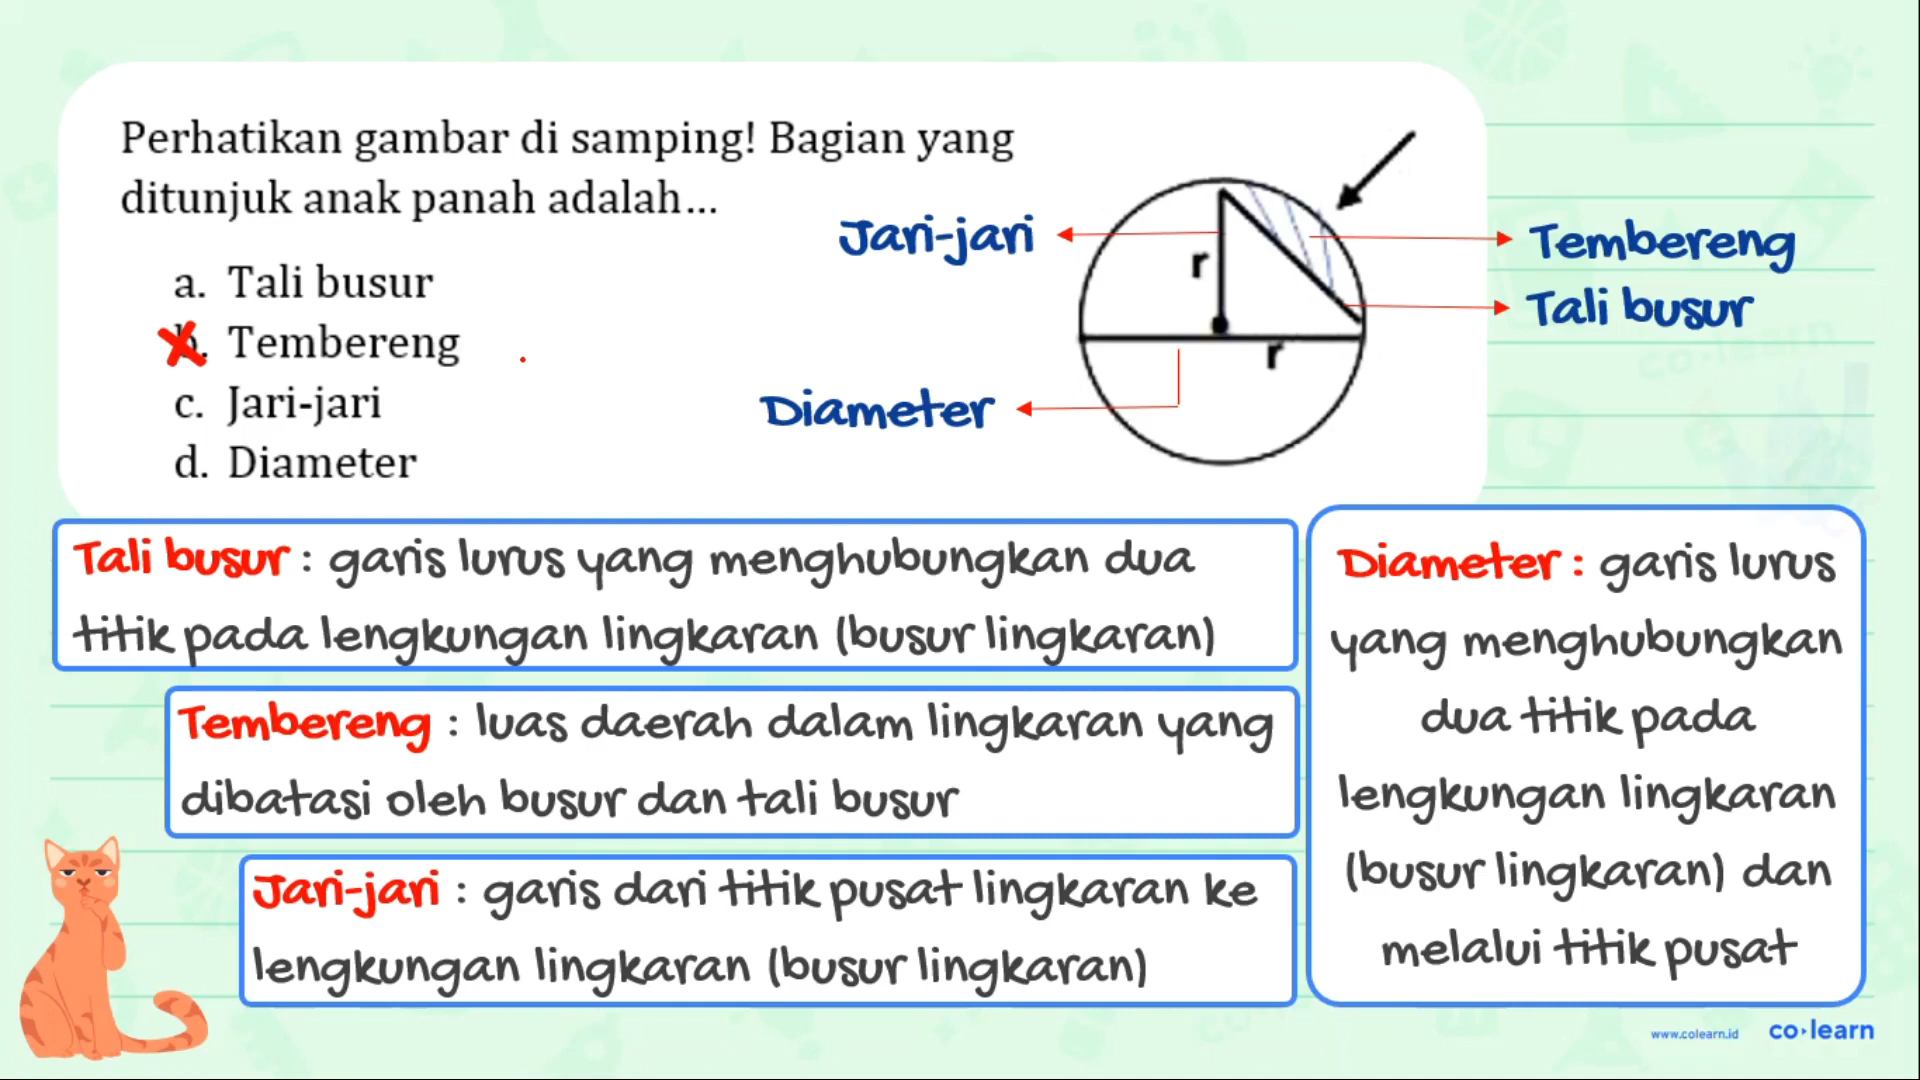 Perhatikan gambar di samping! Bagian yang
ditunjuk anak panah adalah...
a. Tali busur
b. Tembereng
c. Jari-jari
d. Diameter
Jari-jari
r
r
Diameter
Tembereng
Tali busur
Tali busur : garis lurus yang menghubungkan dua
titik pada lengkungan lingkaran (busur lingkaran)
Tembereng : luas daerah dalam lingkaran yang
dibatasi oleh busur dan tali busur
Jari-jari : garis dari titik pusat lingkaran ke
lengkungan lingkaran (busur lingkaran)
Diameter : garis lurus
yang menghubungkan
dua titik pada
lengkungan lingkaran
(busur lingkaran) dan
melalui titik pusat
www.colearn.id
co•learn